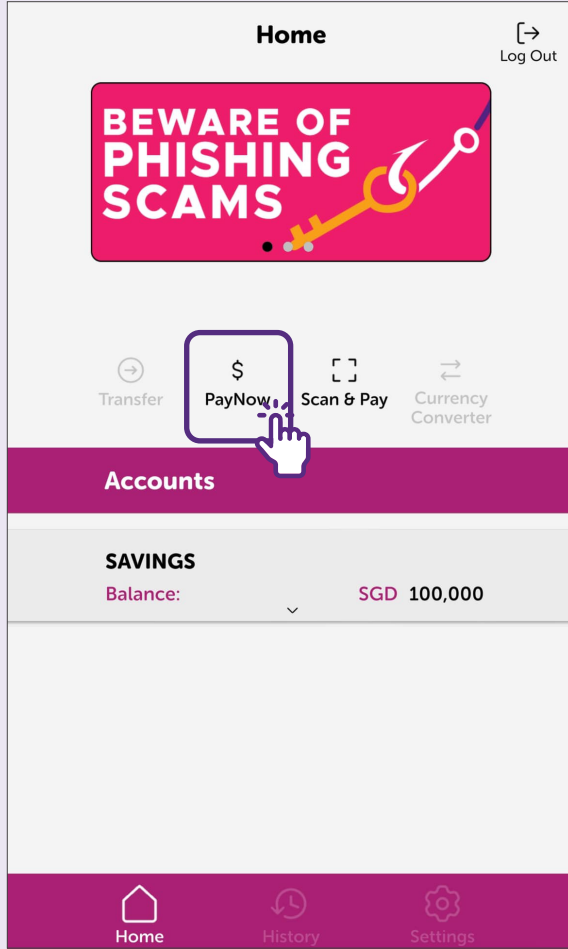 Home
Log Out
BEWARE OF
PHISHING
SCAMS
Transfer
PayNow
Scan & Pay
Currency
Converter
Accounts
SAVINGS
Balance: SGD 100,000
Home
History
Settings